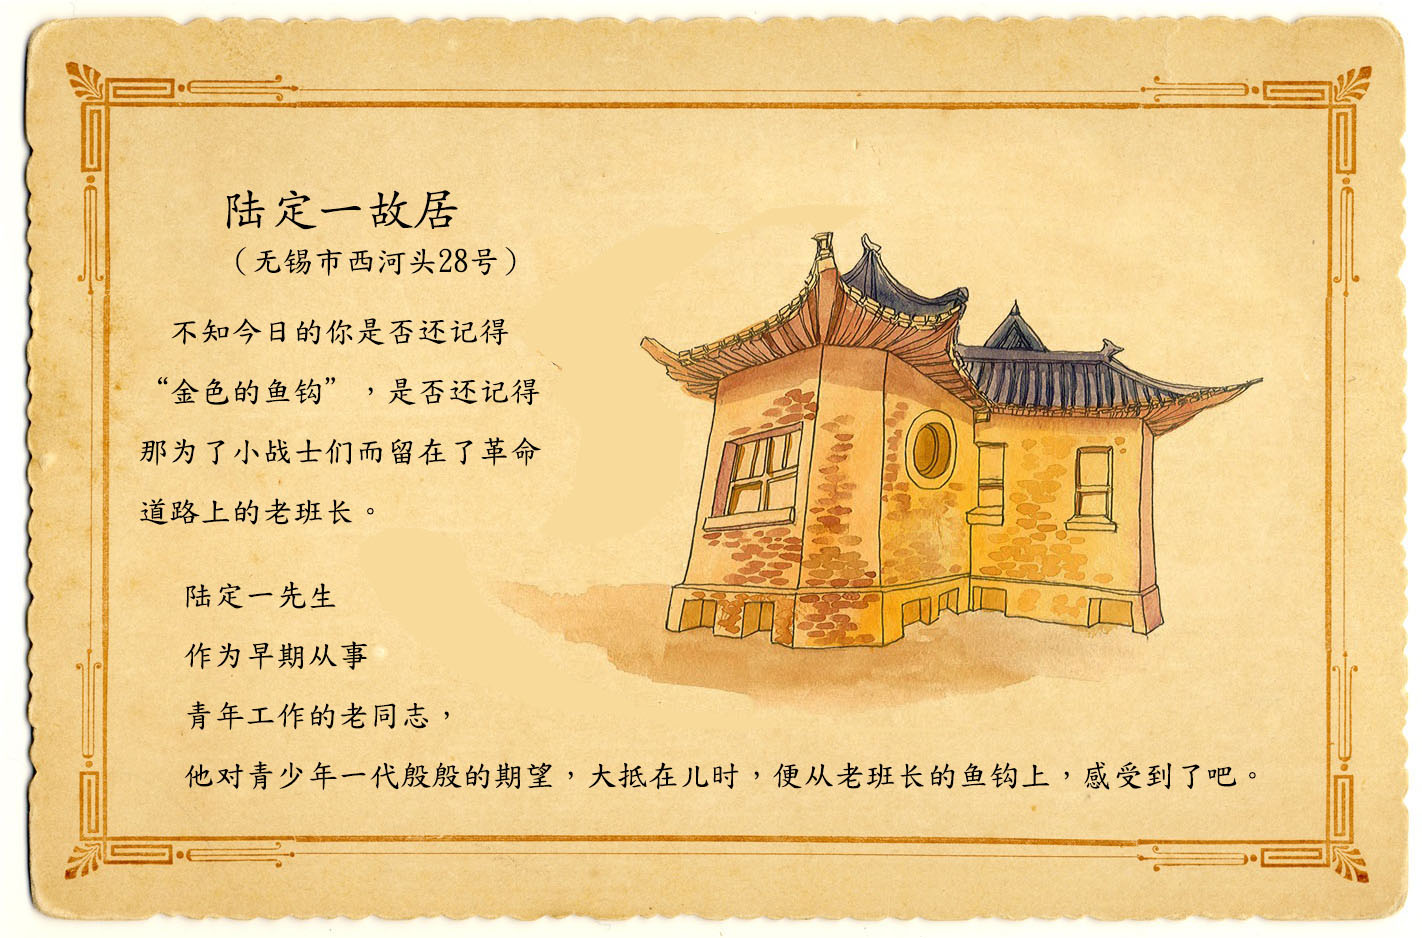 陆定一故居
（无锡市西河头28号）
不知今日的你是否还记得
“金色的鱼钩”，是否还记得
那为了小战士们而留在了革命
道路上的老班长。
陆定一先生
作为早期从事
青年工作的老同志，
他对青少年一代殷殷的期望，大抵在儿时，便从老班长的鱼钩上，感受到了吧。